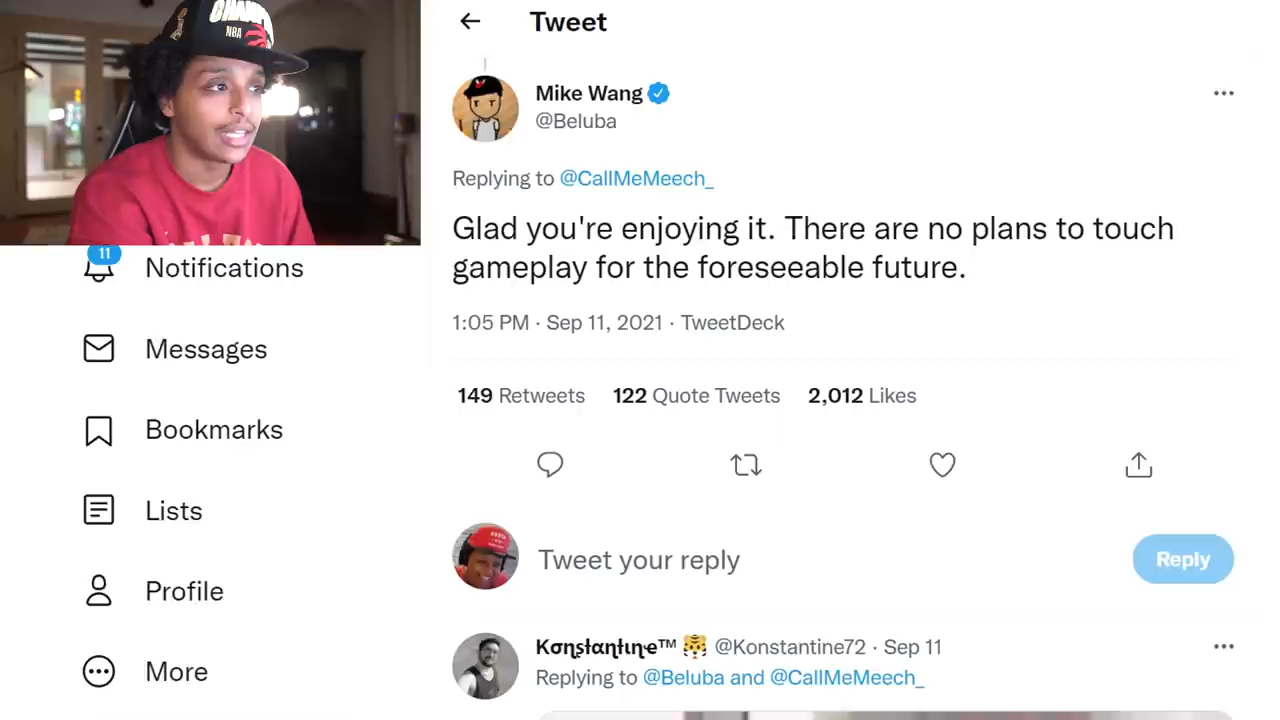 CHAMPS
NBA
Tweet
Mike Wang
@Beluba
Replying to @CallMeMeech_
Glad you're enjoying it. There are no plans to touch
gameplay for the foreseeable future.
1:05 PM · Sep 11, 2021 · TweetDeck
149 Retweets 122 Quote Tweets 2,012 Likes
Tweet your reply
Reply
Kσηʂƚαηƚιηҽ™ 🐯 @Konstantine72 · Sep 11
Replying to @Beluba and @CallMeMeech_
11
Notifications
Messages
Bookmarks
Lists
Profile
More